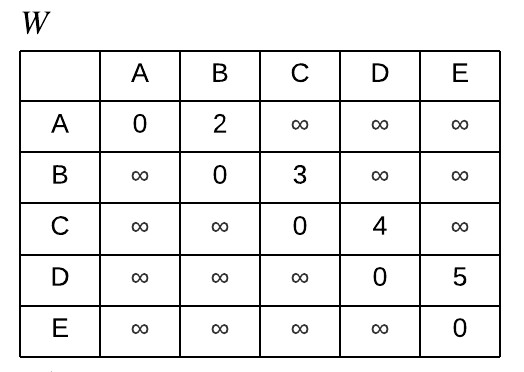 W
A B C D E
A 0 2 ∞ ∞ ∞
B ∞ 0 3 ∞ ∞
C ∞ ∞ 0 4 ∞
D ∞ ∞ ∞ 0 5
E ∞ ∞ ∞ ∞ 0